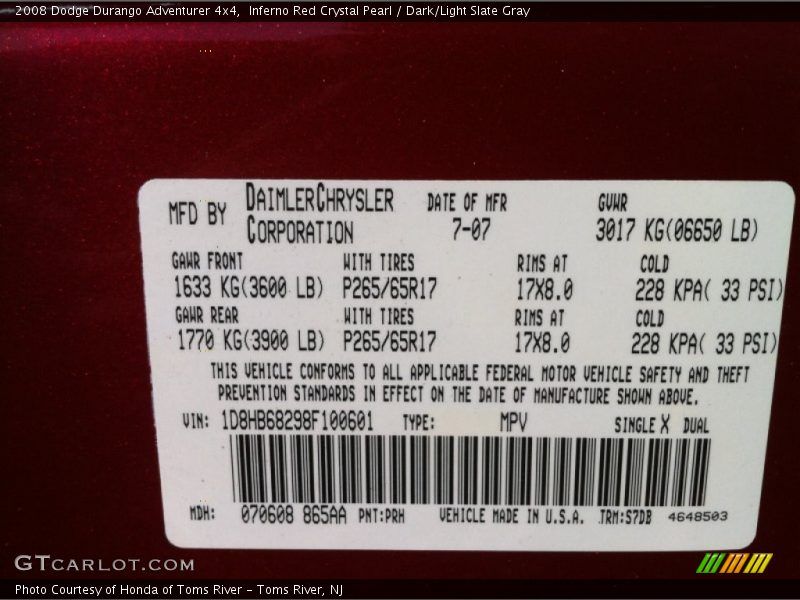 2008 Dodge Durango Adventurer 4x4,  Inferno Red Crystal Pearl / Dark/Light Slate Gray
MFD BY DAIMLERCHRYSLER CORPORATION DATE OF MFR 7-07 GVWR 3017 KG(06650 LB)
GAWR FRONT WITH TIRES RIMS AT COLD
1633 KG(3600 LB) P265/65R17 17X8.0 228 KPA( 33 PSI)
GAWR REAR WITH TIRES RIMS AT COLD
1770 KG(3900 LB) P265/65R17 17X8.0 228 KPA( 33 PSI)
THIS VEHICLE CONFORMS TO ALL APPLICABLE FEDERAL MOTOR VEHICLE SAFETY AND THEFT
PREVENTION STANDARDS IN EFFECT ON THE DATE OF MANUFACTURE SHOWN ABOVE.
VIN: 1D8HB68298F100601 TYPE: MPV SINGLE X DUAL
MDH: 070608 865AA PNT:PRH VEHICLE MADE IN U.S.A. TRM:S7DB 4648503
GTCARLOT.COM
Photo Courtesy of Honda of Toms River - Toms River, NJ